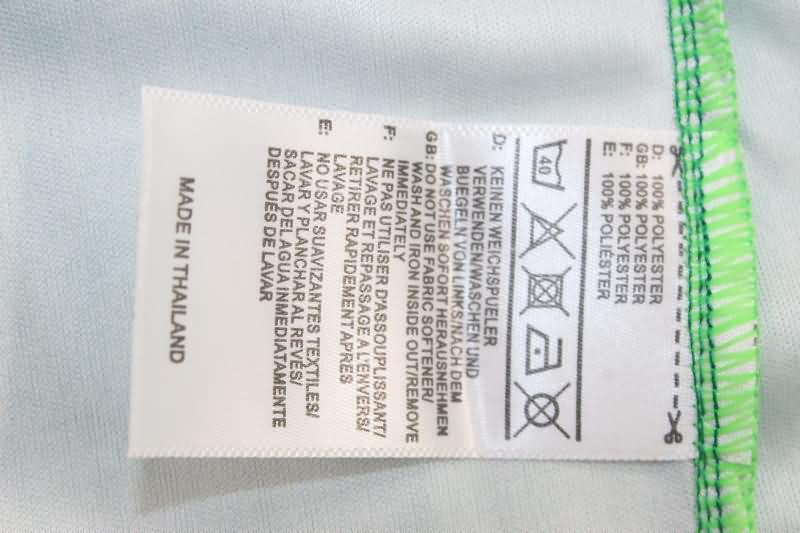 D: 100% POLYESTER
GB: 100% POLYESTER
F: 100% POLYESTER
E: 100% POLIÉSTER
40
D: KEINEN WEICHSPUELER
VERWENDEN/WASCHEN UND
BUEGELN VON LINKS/NACH DEM
WASCHEN SOFORT HERAUSNEHMEN
GB: DO NOT USE FABRIC SOFTENER/
WASH AND IRON INSIDE OUT/REMOVE
IMMEDIATELY
F: NE PAS UTILISER D'ASSOUPLISSANT/
LAVAGE ET REPASSAGE A L'ENVERS/
RETIRER RAPIDEMENT APRES
LAVAGE
E: NO USAR SUAVIZANTES TEXTILES/
LAVAR Y PLANCHAR AL REVÉS/
SACAR DEL AGUA INMEDIATAMENTE
DESPUÉS DE LAVAR
MADE IN THAILAND